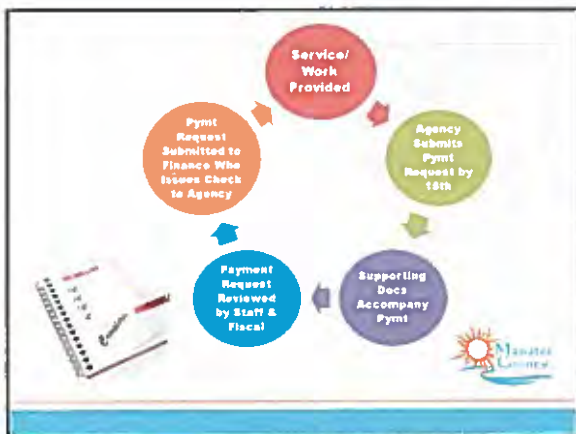 Service/
Work
Provided
Agency
Submits
Pymt
Request by
Supporting
Docs
Accompany
Pymt
Payment
Request
Reviewed
by Staff &
Fiscal
Pymt
Request
Submitted to
Finance Who
Issues Check
to Agency
Manatee
County